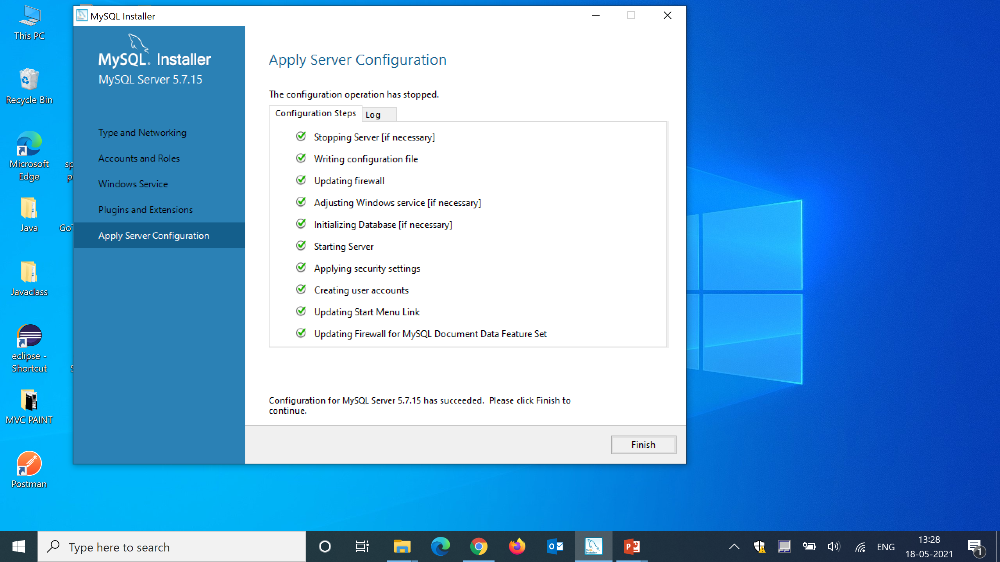 This PC
Recycle Bin
Microsoft
Edge
Java
Javaclass
eclipse -
Shortcut
MVC PAINT
Postman
MySQL Installer
MySQL. Installer
MySQL Server 5.7.15
Type and Networking
Accounts and Roles
Windows Service
Plugins and Extensions
Apply Server Configuration
Apply Server Configuration
The configuration operation has stopped.
Configuration Steps
Log
Stopping Server [if necessary]
Writing configuration file
Updating firewall
Adjusting Windows service [if necessary]
Initializing Database [if necessary]
Starting Server
Applying security settings
Creating user accounts
Updating Start Menu Link
Updating Firewall for MySQL Document Data Feature Set
Configuration for MySQL Server 5.7.15 has succeeded. Please click Finish to
continue.
Finish
Type here to search
ENG
13:28
18-05-2021
1